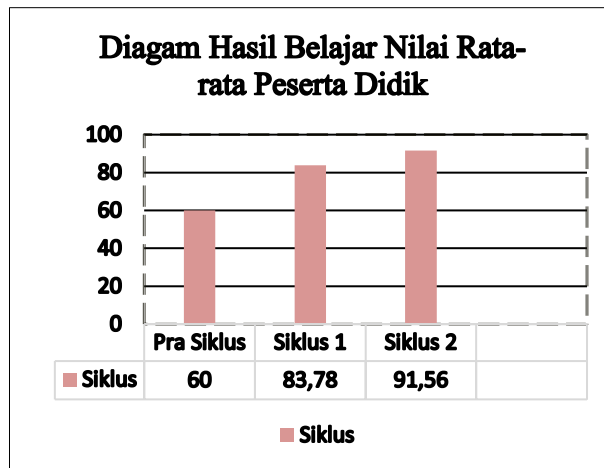 Diagam Hasil Belajar Nilai Rata-
rata Peserta Didik
100
80
60
40
20
0
Pra Siklus Siklus 1 Siklus 2
Siklus 60 83,78 91,56
Siklus